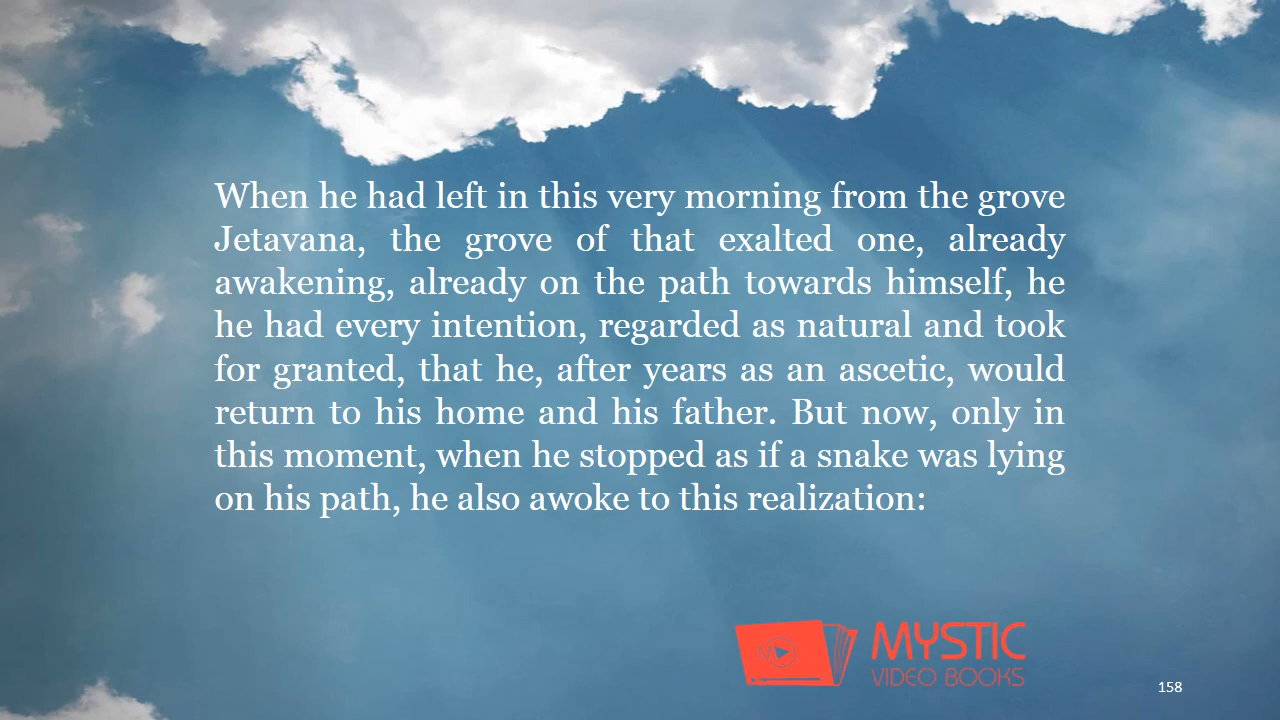 When he had left in this very morning from the grove
Jetavana, the grove of that exalted one, already
awakening, already on the path towards himself, he
he had every intention, regarded as natural and took
for granted, that he, after years as an ascetic, would
return to his home and his father. But now, only in
this moment, when he stopped as if a snake was lying
on his path, he also awoke to this realization:
MYSTIC
VIDEO BOOKS
158